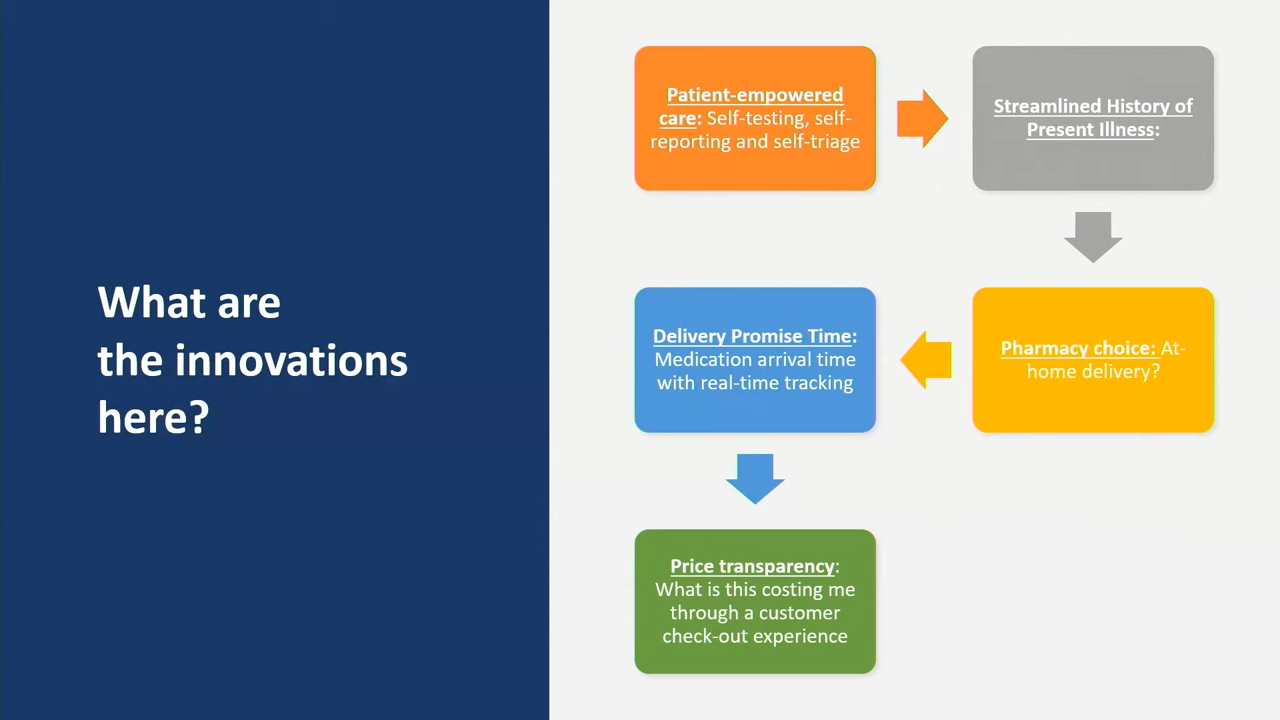 What are
the innovations
here?
Patient-empowered
care: Self-testing, self-
reporting and self-triage
Streamlined History of
Present Illness:
Delivery Promise Time:
Medication arrival time
with real-time tracking
Pharmacy choice: At-
home delivery?
Price transparency:
What is this costing me
through a customer
check-out experience